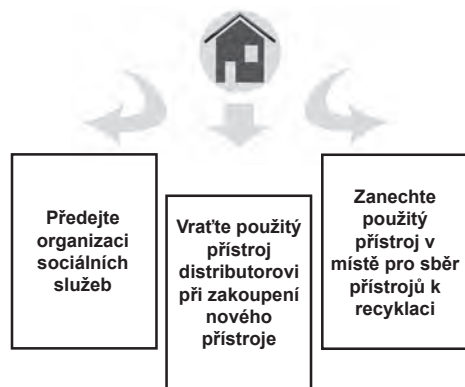 Předejte
organizaci
sociálních
služeb
Vraťte použitý
přístroj
distributorovi
při zakoupení
nového
přístroje
Zanechte
použitý
přístroj v
místě pro sběr
přístrojů k
recyklaci